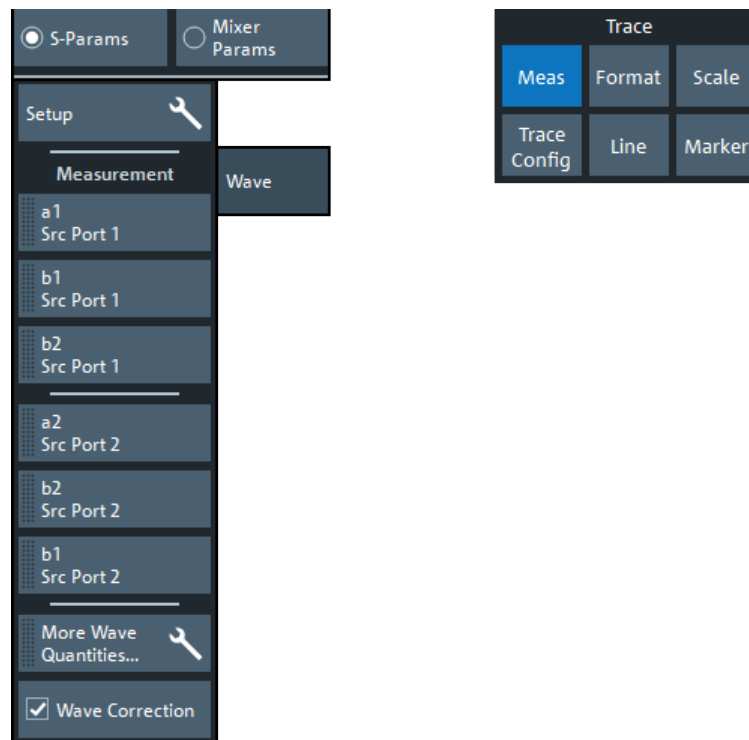 S-Params
Mixer
Params
Setup
Measurement
Wave
a1
Src Port 1
b1
Src Port 1
b2
Src Port 1
a2
Src Port 2
b2
Src Port 2
b1
Src Port 2
More Wave
Quantities...
Wave Correction
Trace
Meas
Format
Scale
Trace
Config
Line
Marker